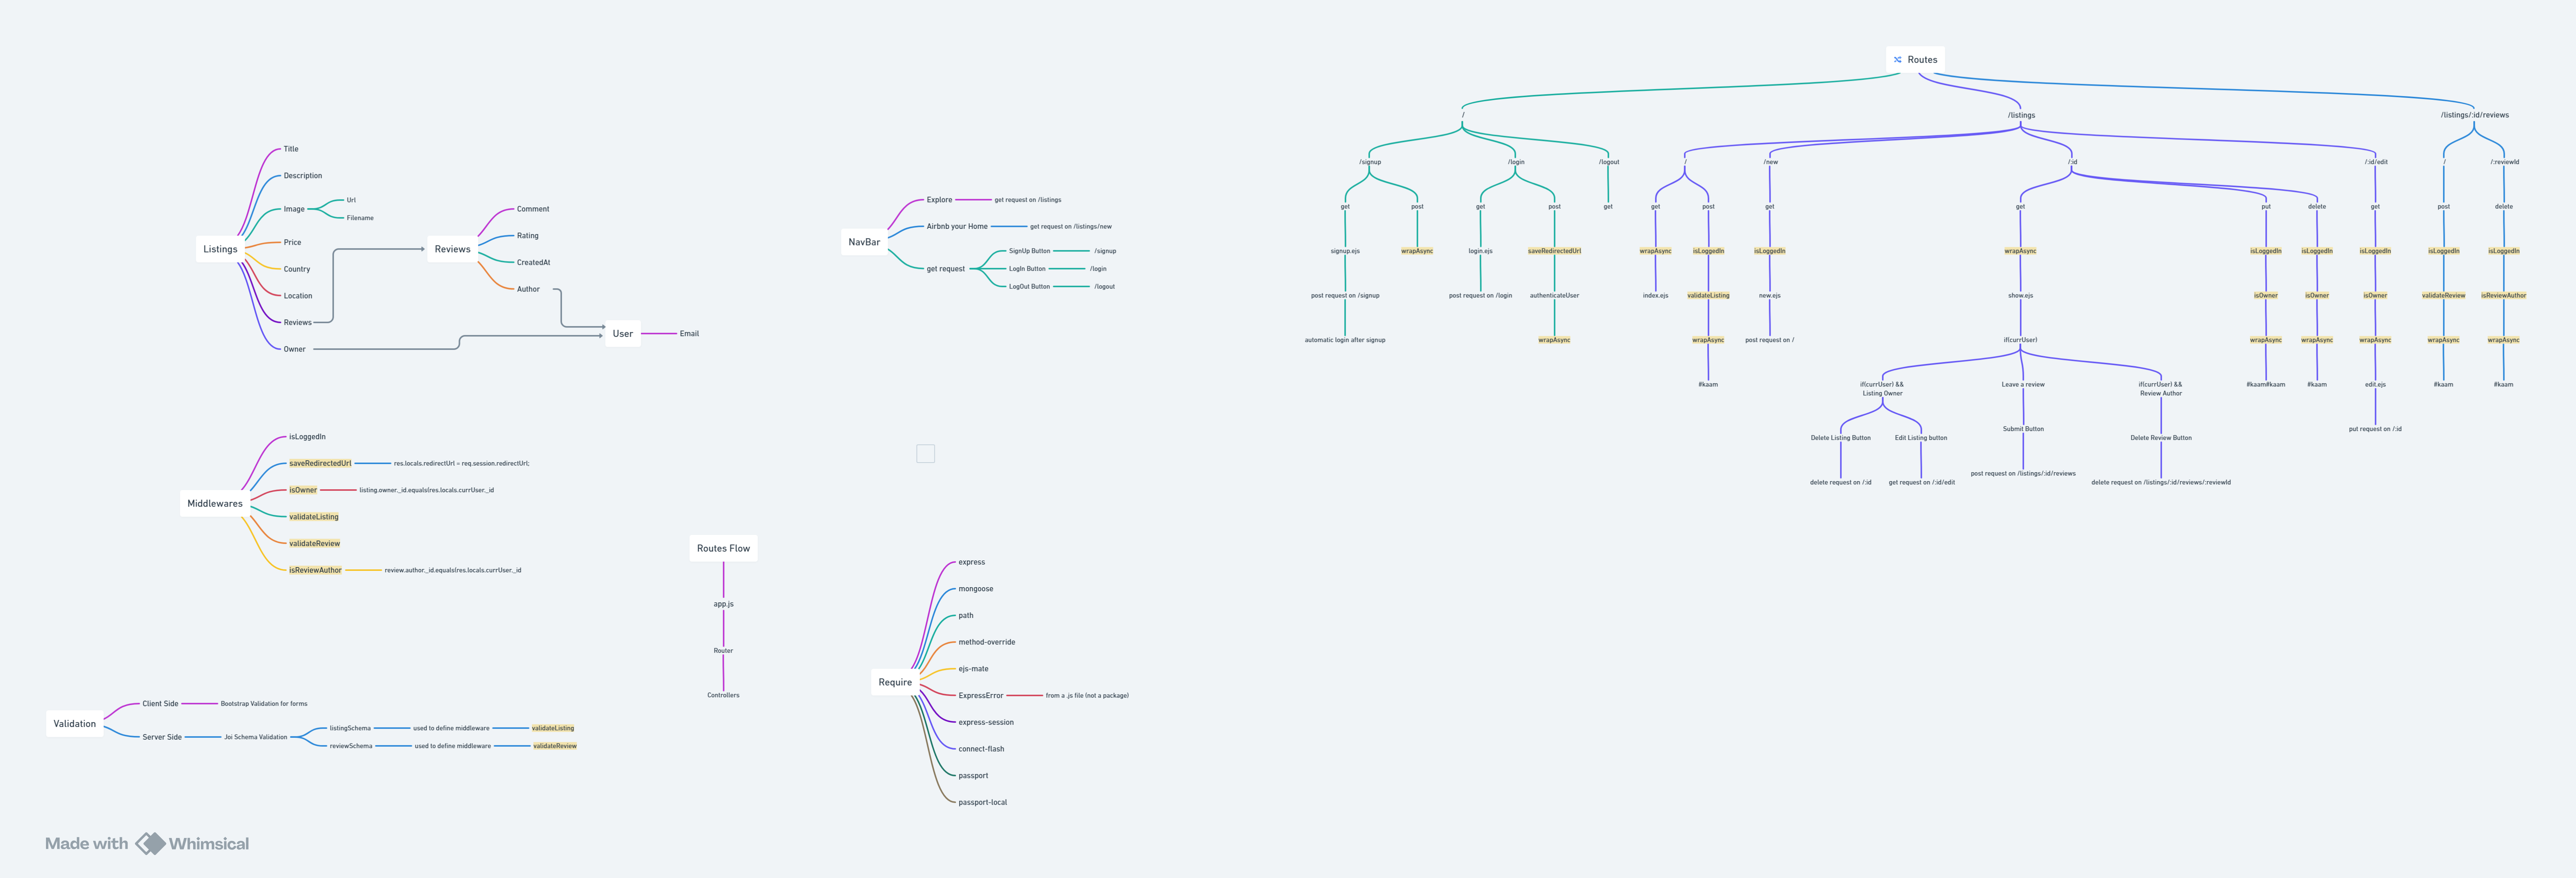 Listings
Title
Description
Image
Url
Filename
Price
Country
Location
Reviews
Owner
Reviews
Comment
Rating
CreatedAt
Author
User
Email
NavBar
Explore
get request on /listings
Airbnb your Home
get request on /listings/new
get request
SignUp Button
/signup
LogIn Button
/login
LogOut Button
/logout
Routes
/
/signup
get
signup.ejs
post request on /signup
automatic login after signup
post
wrapAsync
/login
get
login.ejs
post request on /login
post
saveRedirectedUrl
authenticateUser
wrapAsync
/logout
get
/listings
/
get
wrapAsync
index.ejs
post
isLoggedIn
validateListing
wrapAsync
#kaam
/new
get
isLoggedIn
new.ejs
post request on /
/:id
get
wrapAsync
show.ejs
if(currUser)
if(currUser) &&
Listing Owner
Delete Listing Button
delete request on /:id
Edit Listing button
get request on /:id/edit
Leave a review
Submit Button
post request on /listings/:id/reviews
if(currUser) &&
Review Author
Delete Review Button
delete request on /listings/:id/reviews/:reviewId
put
isLoggedIn
isOwner
wrapAsync
#kaam#kaam
delete
isLoggedIn
isOwner
wrapAsync
#kaam
/:id/edit
get
isLoggedIn
isOwner
wrapAsync
edit.ejs
put request on /:id
/listings/:id/reviews
/
post
isLoggedIn
validateReview
wrapAsync
#kaam
/:reviewId
delete
isLoggedIn
isReviewAuthor
wrapAsync
#kaam
Middlewares
isLoggedIn
saveRedirectedUrl
res.locals.redirectUrl = req.session.redirectUrl;
isOwner
listing.owner._id.equals(res.locals.currUser._id
validateListing
validateReview
isReviewAuthor
review.author._id.equals(res.locals.currUser._id
Routes Flow
app.js
Router
Controllers
Require
express
mongoose
path
method-override
ejs-mate
ExpressError
from a .js file (not a package)
express-session
connect-flash
passport
passport-local
Validation
Client Side
Bootstrap Validation for forms
Server Side
Joi Schema Validation
listingSchema
used to define middleware
validateListing
reviewSchema
used to define middleware
validateReview
Made with Whimsical